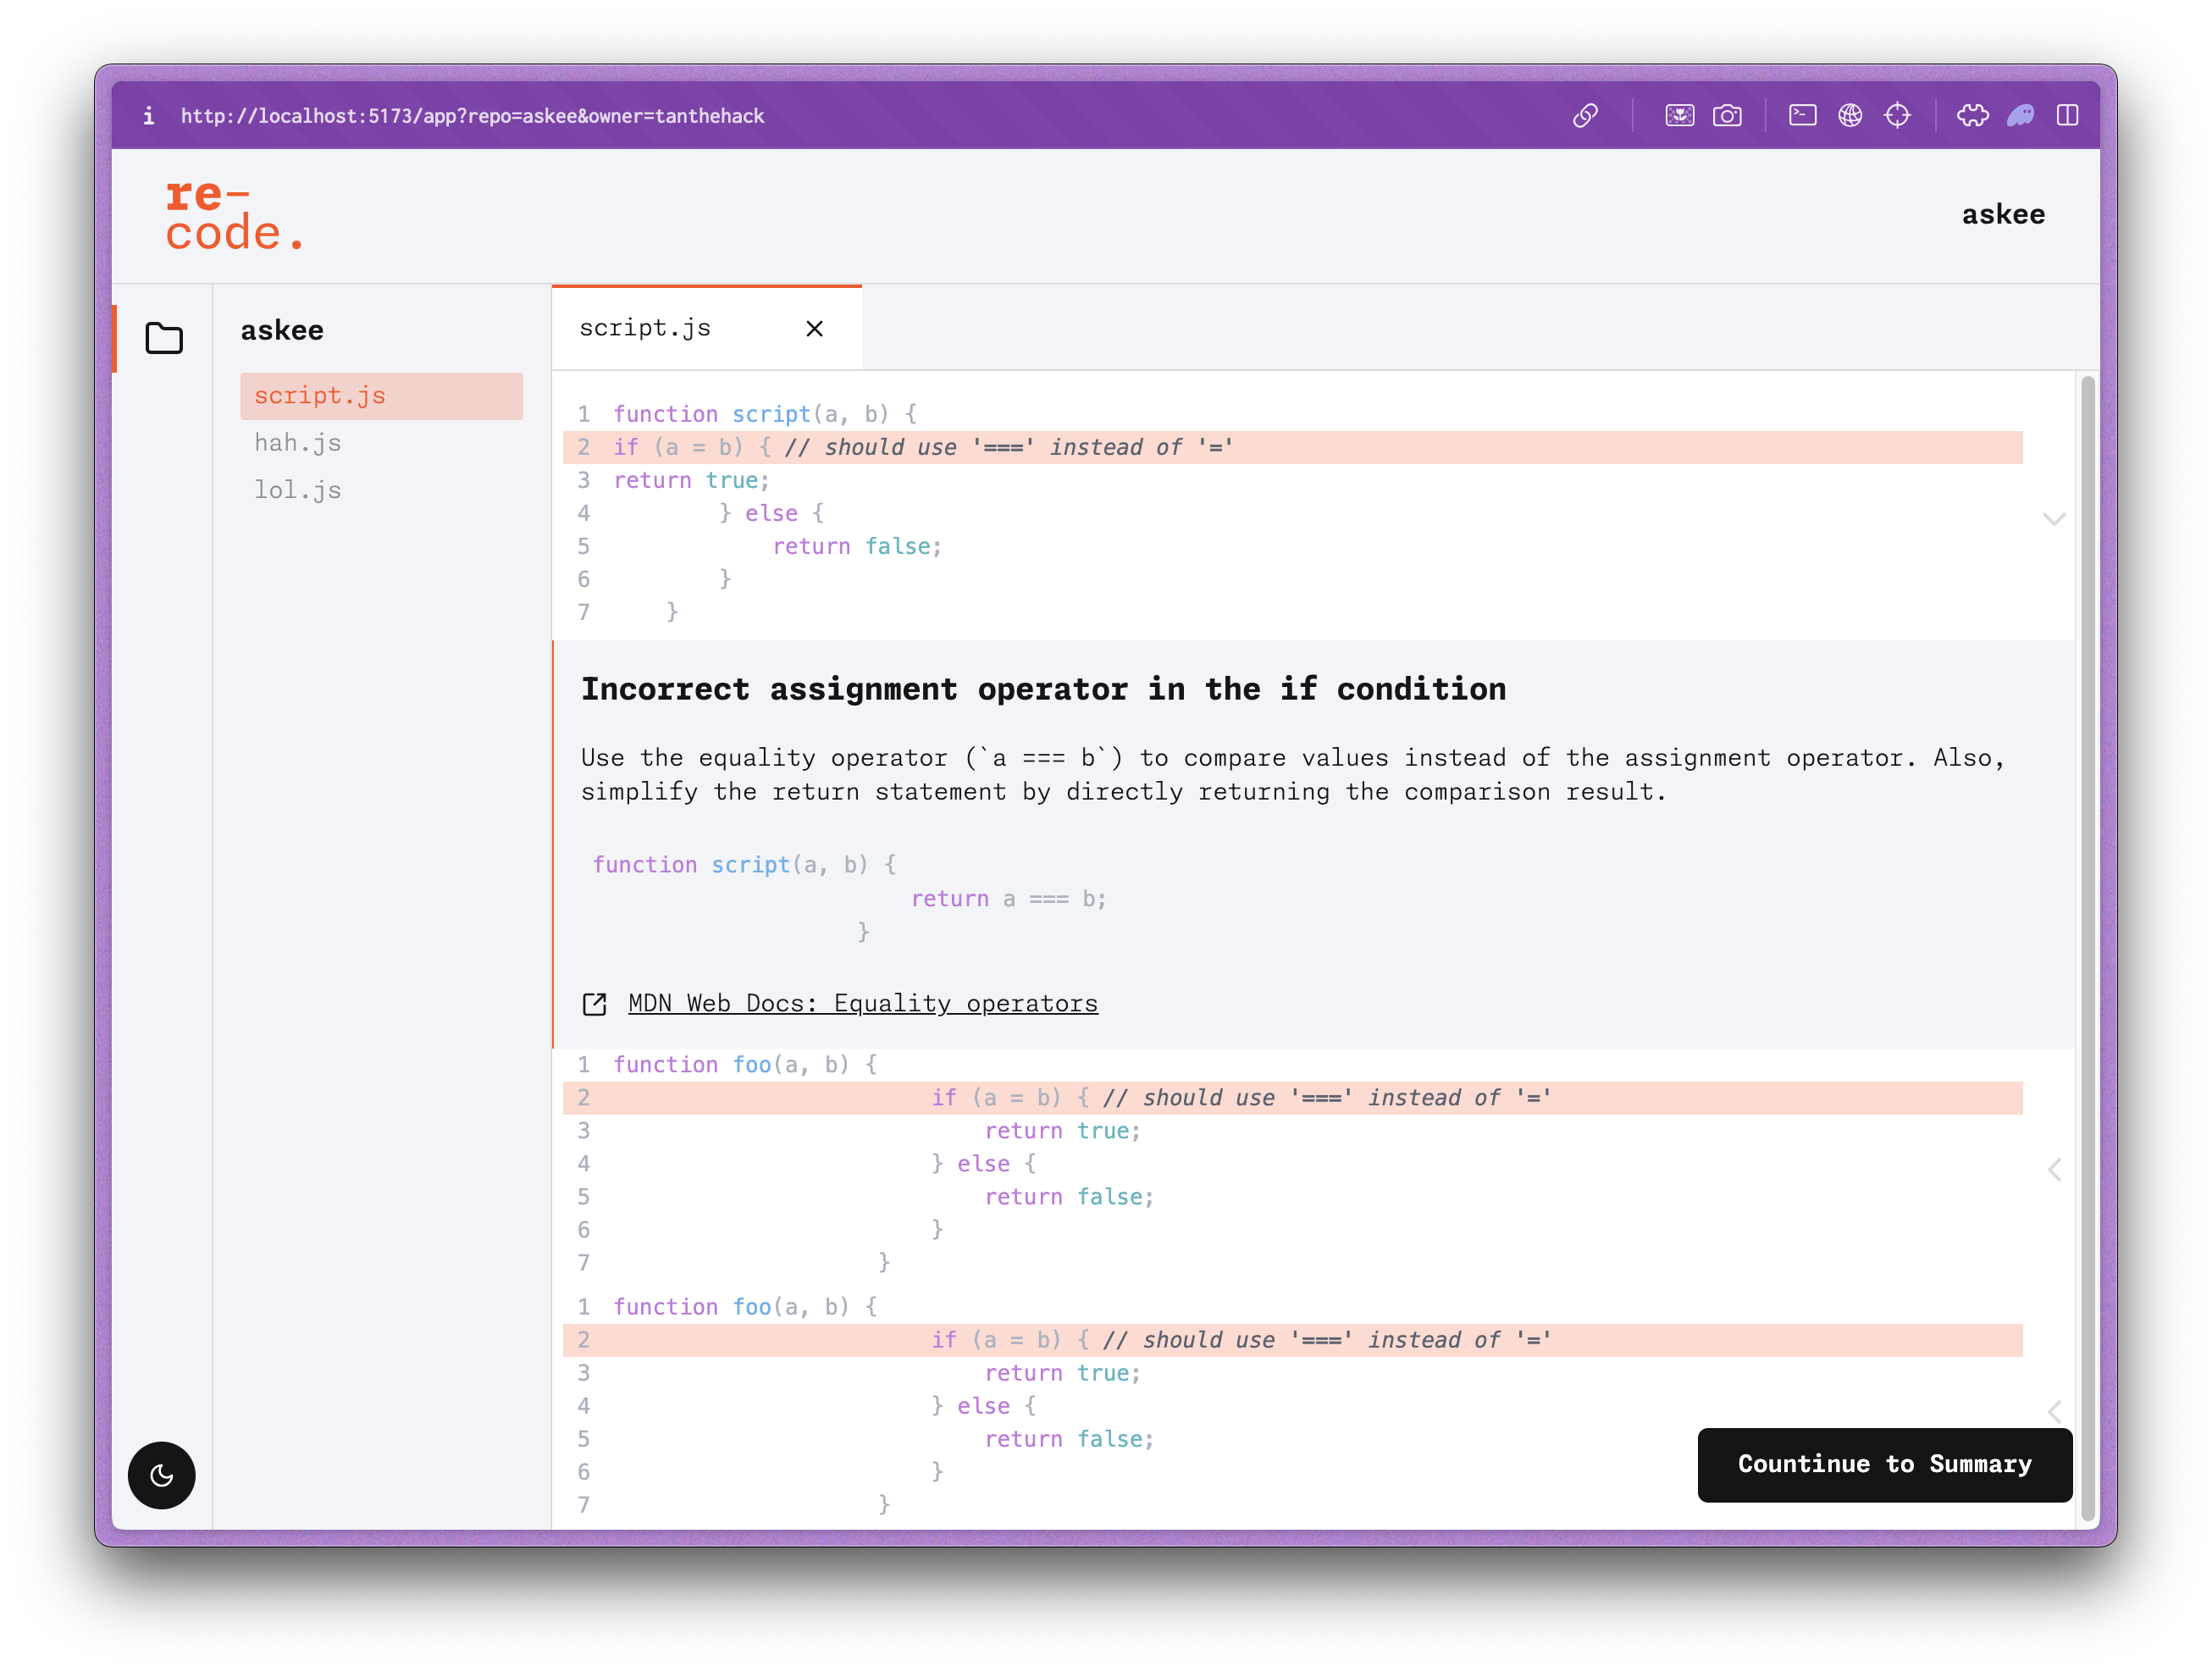 i http://localhost:5173/app?repo=askee&owner=tanthehack
re-
code.
askee
askee
script.js
hah.js
lol.js
script.js
1 function script(a, b) {
2 if (a = b) { // should use '===' instead of '='
3 return true;
4 } else {
5 return false;
6 }
7 }
Incorrect assignment operator in the if condition
Use the equality operator (`a === b`) to compare values instead of the assignment operator. Also,
simplify the return statement by directly returning the comparison result.
function script(a, b) {
return a === b;
}
MDN Web Docs: Equality operators
1 function foo(a, b) {
2 if (a = b) { // should use '===' instead of '='
3 return true;
4 } else {
5 return false;
6 }
7 }
1 function foo(a, b) {
2 if (a = b) { // should use '===' instead of '='
3 return true;
4 } else {
5 return false;
6 }
7 }
Countinue to Summary